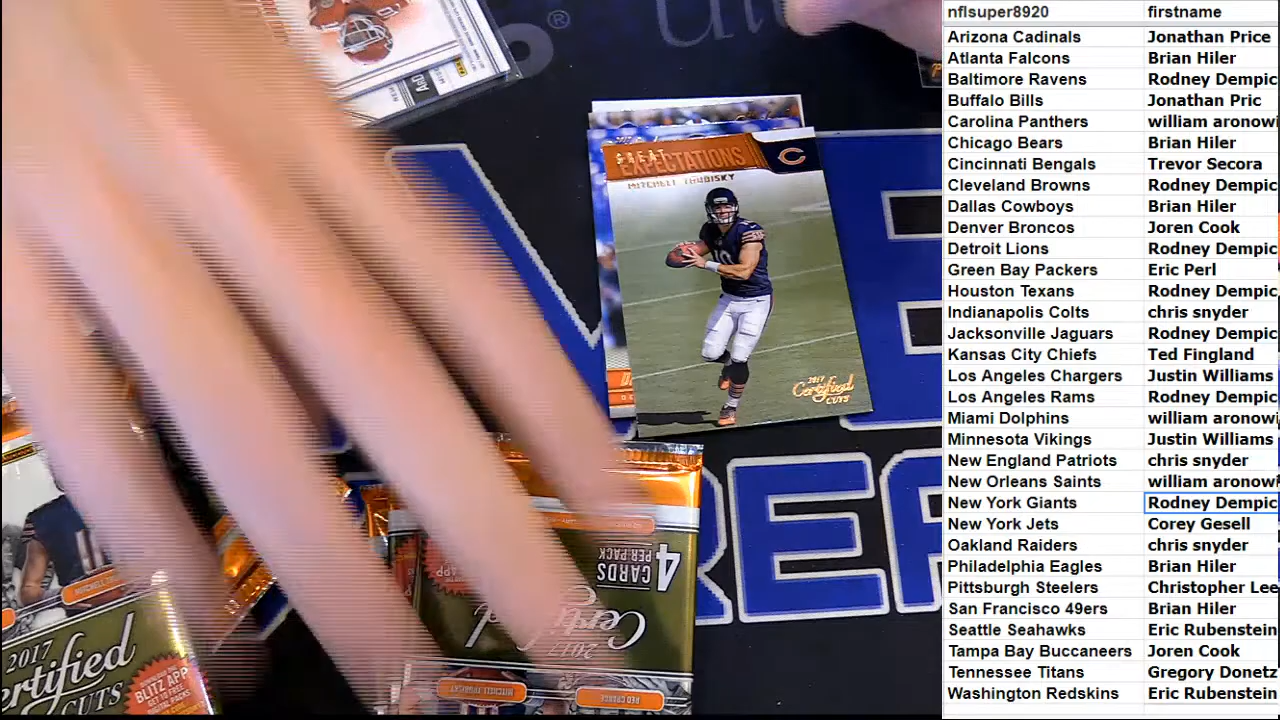 GREAT
EXPECTATIONS
MITCHELL TRUBISKY
2017
Certified
CUTS
4
CARDS
PER PACK
2017
MITCHELL TRUBISKY
RED GRANGE
2017
CUTS
BLITZ APP
nflsuper8920 firstname
Arizona Cadinals Jonathan Price
Atlanta Falcons Brian Hiler
Baltimore Ravens Rodney Dempic
Buffalo Bills Jonathan Pric
Carolina Panthers william aronowi
Chicago Bears Brian Hiler
Cincinnati Bengals Trevor Secora
Cleveland Browns Rodney Dempic
Dallas Cowboys Brian Hiler
Denver Broncos Joren Cook
Detroit Lions Rodney Dempic
Green Bay Packers Eric Perl
Houston Texans Rodney Dempic
Indianapolis Colts chris snyder
Jacksonville Jaguars Rodney Dempic
Kansas City Chiefs Ted Fingland
Los Angeles Chargers Justin Williams
Los Angeles Rams Rodney Dempic
Miami Dolphins william aronowi
Minnesota Vikings Justin Williams
New England Patriots chris snyder
New Orleans Saints william aronowi
New York Giants Rodney Dempic
New York Jets Corey Gesell
Oakland Raiders chris snyder
Philadelphia Eagles Brian Hiler
Pittsburgh Steelers Christopher Lee
San Francisco 49ers Brian Hiler
Seattle Seahawks Eric Rubenstein
Tampa Bay Buccaneers Joren Cook
Tennessee Titans Gregory Donetz
Washington Redskins Eric Rubenstein